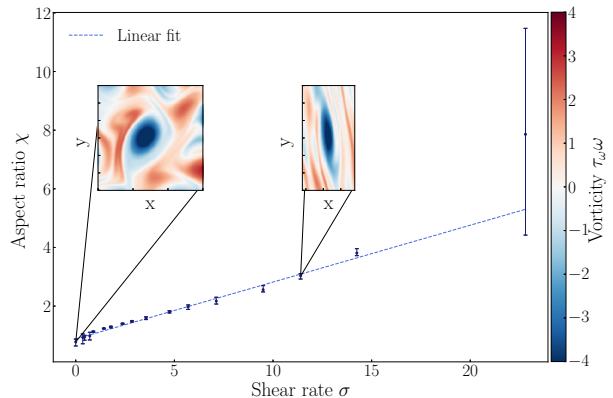 12
10
8
6
4
2
Aspect ratio χ
Linear fit
y
x
y
x
0
5
10
15
20
Shear rate σ
4
3
2
1
0
−1
−2
−3
−4
Vorticity τ_ω ω